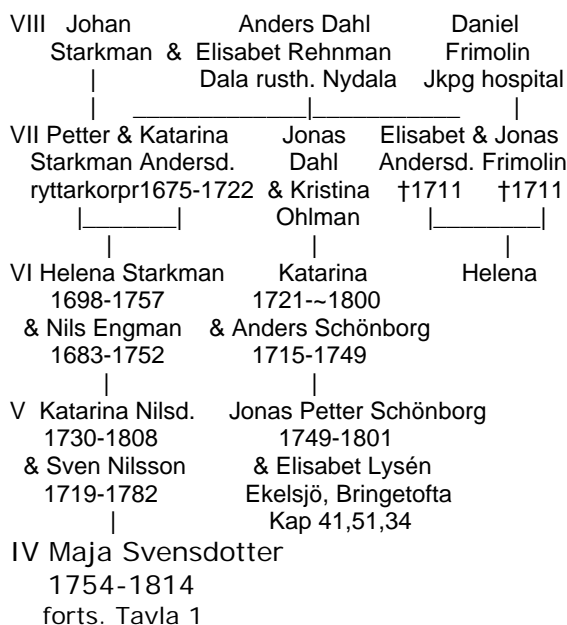 VIII Johan Anders Dahl Daniel
Starkman & Elisabet Rehnman Frimolin
Dala rusth. Nydala Jkpg hospital
VII Petter & Katarina Jonas Elisabet & Jonas
Starkman Andersd. Dahl Andersd. Frimolin
ryttarkorpr1675-1722 & Kristina †1711 †1711
Ohlman
VI Helena Starkman Katarina Helena
1698-1757 1721-~1800
& Nils Engman & Anders Schönborg
1683-1752 1715-1749
V Katarina Nilsd. Jonas Petter Schönborg
1730-1808 1749-1801
& Sven Nilsson & Elisabet Lysén
1719-1782 Ekelsjö, Bringetofta
Kap 41,51,34
IV Maja Svensdotter
1754-1814
forts. Tavla 1